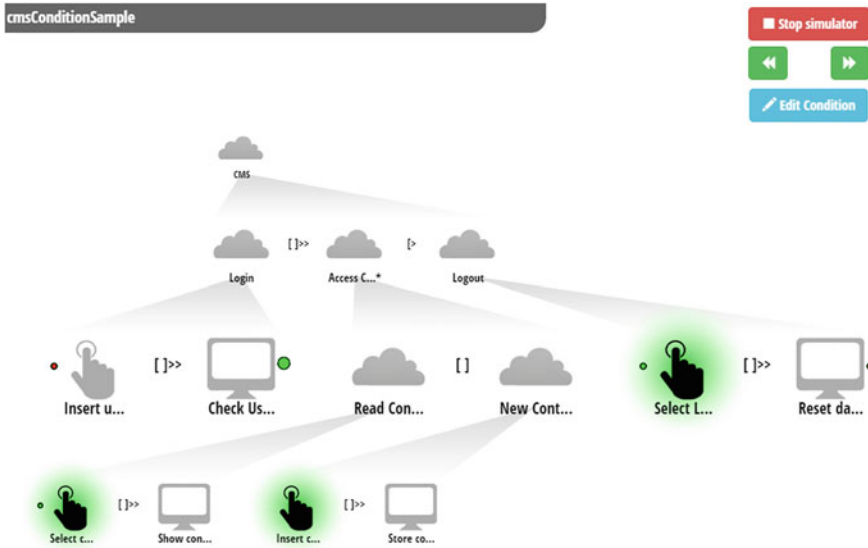 cmsConditionSample
Stop simulator
Edit Condition
CMS
Login
[ ]>>
Access C...*
[>
Logout
Insert u...
[ ]>>
Check Us...
Read Con...
[ ]
New Cont...
Select L...
[ ]>>
Reset da...
Select c...
[ ]>>
Show con...
Insert c...
[ ]>>
Store co...